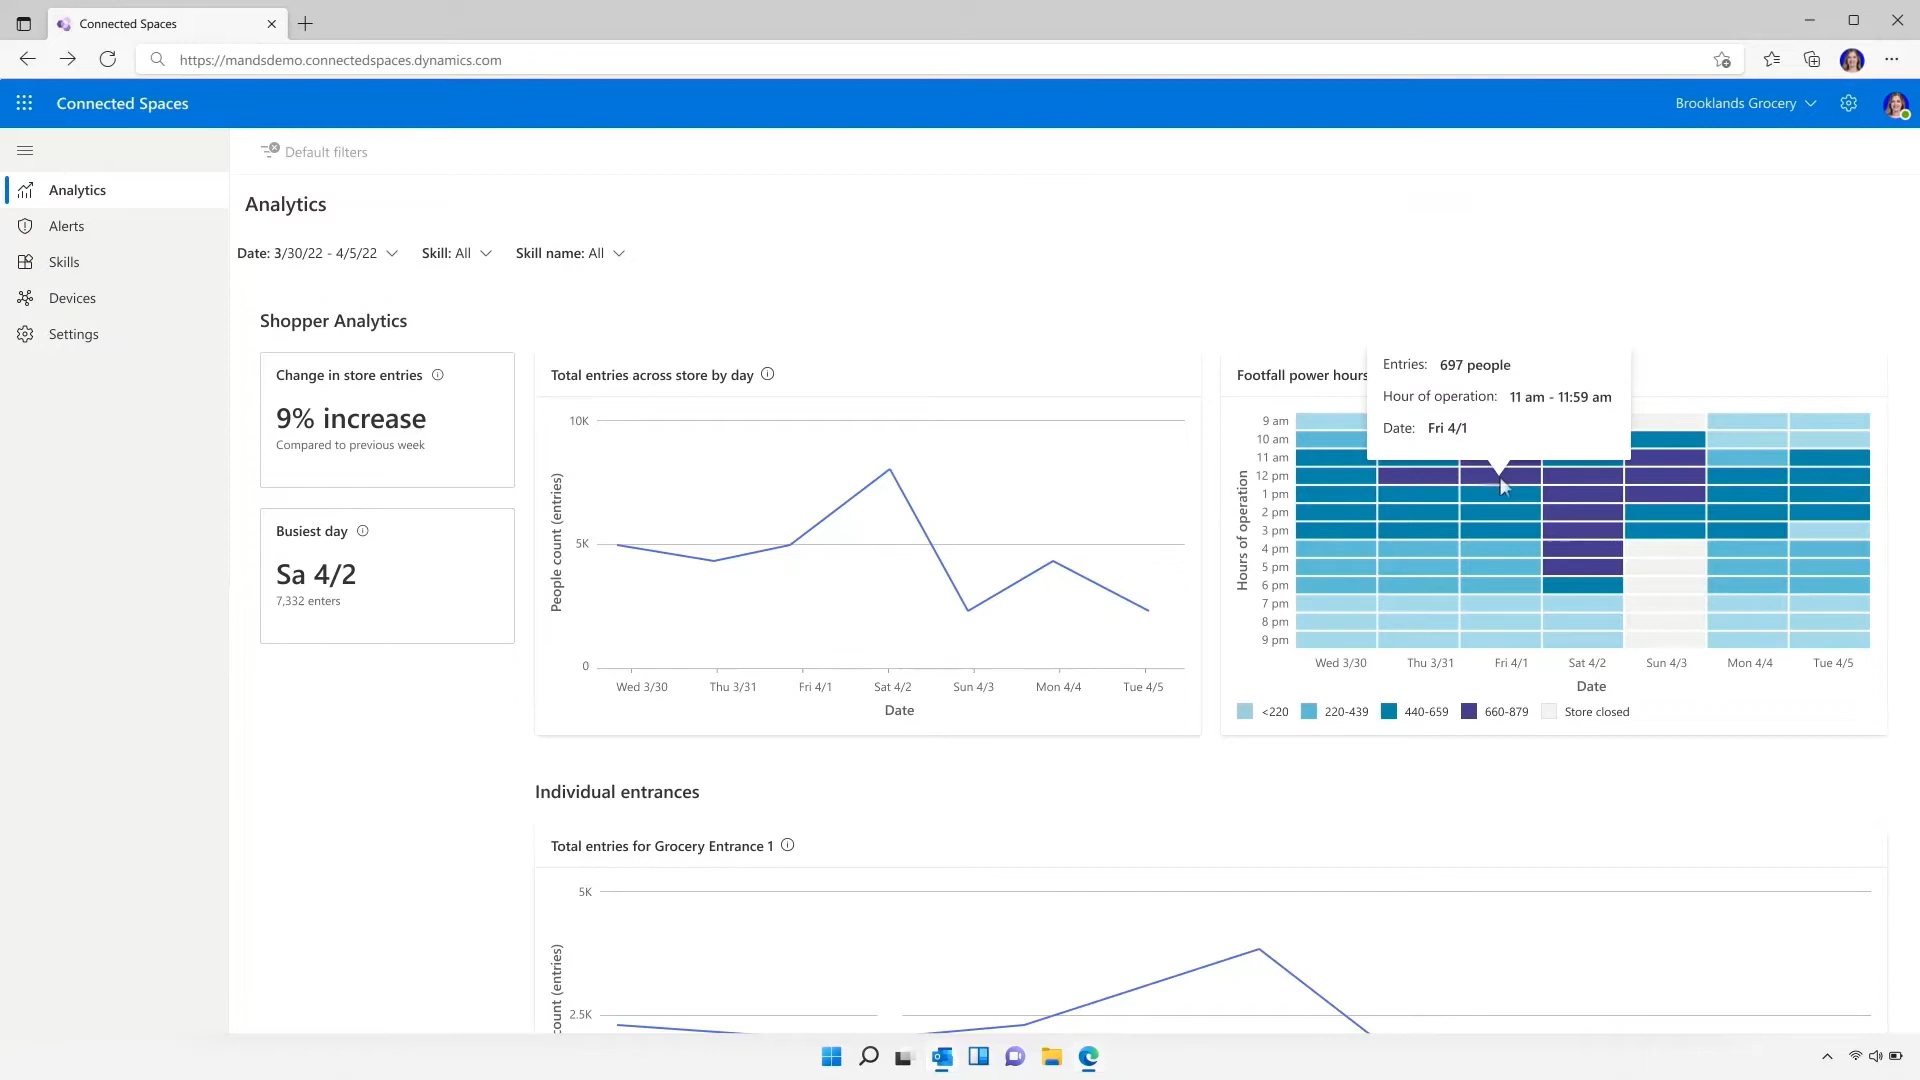 Connected Spaces
https://mandsdemo.connectedspaces.dynamics.com
Connected Spaces
Brooklands Grocery
Default filters
Analytics
Alerts
Skills
Devices
Settings
Analytics
Date: 3/30/22 - 4/5/22
Skill: All
Skill name: All
Shopper Analytics
Change in store entries
9% increase
Compared to previous week
Busiest day
Sa 4/2
7,332 enters
Total entries across store by day
People count (entries)
10K
5K
0
Wed 3/30
Thu 3/31
Fri 4/1
Sat 4/2
Sun 4/3
Mon 4/4
Tue 4/5
Date
Footfall power hours
Entries: 697 people
Hour of operation: 11 am - 11:59 am
Date: Fri 4/1
Hours of operation
9 am
10 am
11 am
12 pm
1 pm
2 pm
3 pm
4 pm
5 pm
6 pm
7 pm
8 pm
9 pm
Wed 3/30
Thu 3/31
Fri 4/1
Sat 4/2
Sun 4/3
Mon 4/4
Tue 4/5
Date
<220
220-439
440-659
660-879
Store closed
Individual entrances
Total entries for Grocery Entrance 1
5K
2.5K
count (entries)